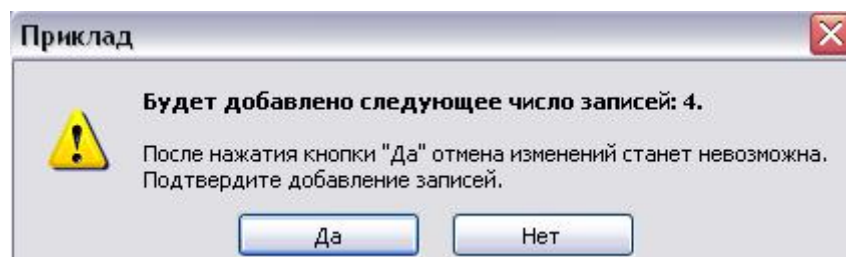 Приклад
Будет добавлено следующее число записей: 4.
После нажатия кнопки "Да" отмена изменений станет невозможна.
Подтвердите добавление записей.
Да Нет